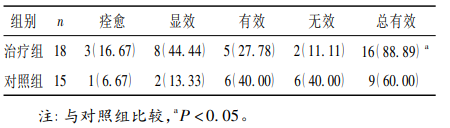 组别 n 痊愈 显效 有效 无效 总有效
治疗组 18 3(16.67) 8(44.44) 5(27.78) 2(11.11) 16(88.89)ᵃ
对照组 15 1(6.67) 2(13.33) 6(40.00) 6(40.00) 9(60.00)
注:与对照组比较,ᵃP<0.05。